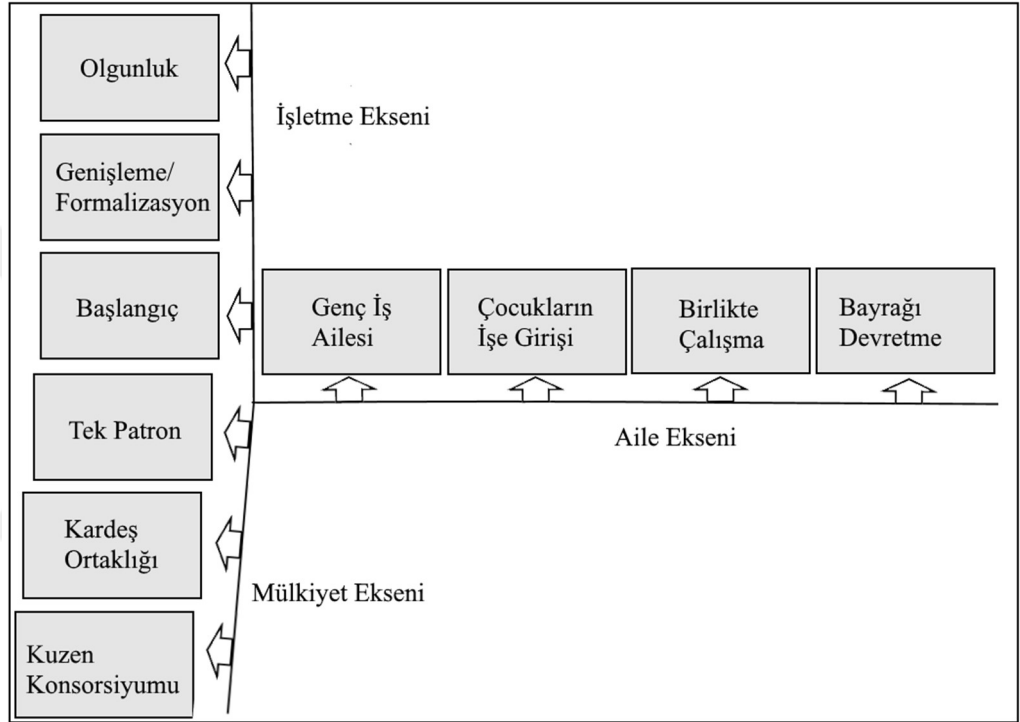 Olgunluk
İşletme Ekseni
Genişleme/
Formalizasyon
Başlangıç
Genç İş
Ailesi
Çocukların
İşe Girişi
Birlikte
Çalışma
Bayrağı
Devretme
Tek Patron
Aile Ekseni
Kardeş
Ortaklığı
Mülkiyet Ekseni
Kuzen
Konsorsiyumu